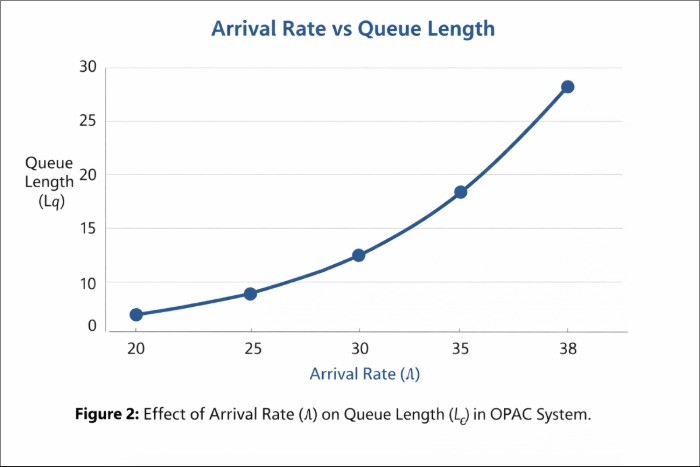 Arrival Rate vs Queue Length
30
25
Queue
Length
(Lq)
20
15
10
0
20 25 30 35 38
Arrival Rate (Λ)
Figure 2: Effect of Arrival Rate (Λ) on Queue Length (L) in OPAC System.